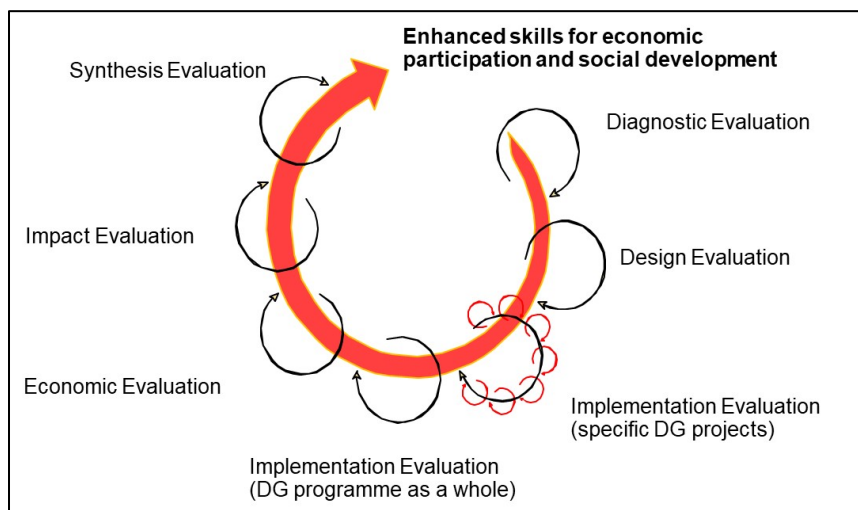 Enhanced skills for economic
participation and social development
Synthesis Evaluation
Diagnostic Evaluation
Impact Evaluation
Design Evaluation
Economic Evaluation
Implementation Evaluation
(specific DG projects)
Implementation Evaluation
(DG programme as a whole)